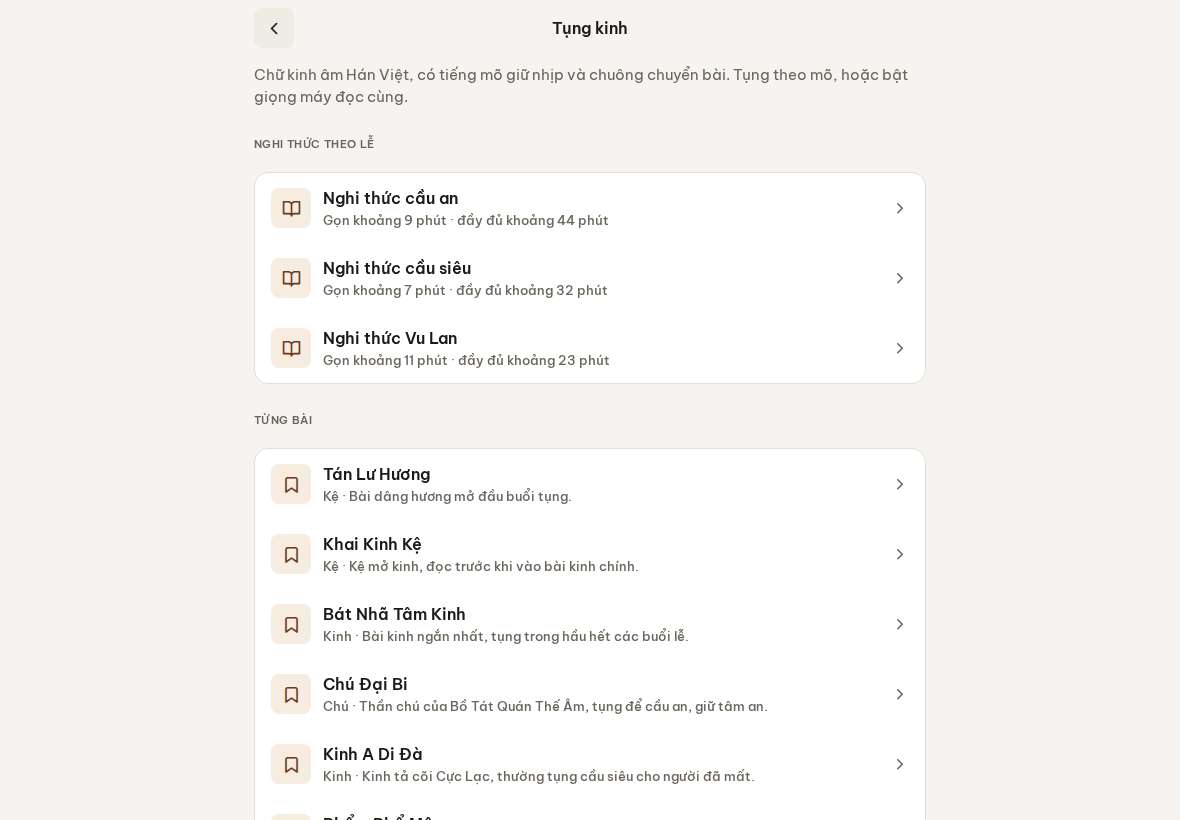 Tụng kinh
Chữ kinh âm Hán Việt, có tiếng mõ giữ nhịp và chuông chuyển bài. Tụng theo mõ, hoặc bật
giọng máy đọc cùng.
NGHI THỨC THEO LỄ
Nghi thức cầu an
Gọn khoảng 9 phút · đầy đủ khoảng 44 phút
Nghi thức cầu siêu
Gọn khoảng 7 phút · đầy đủ khoảng 32 phút
Nghi thức Vu Lan
Gọn khoảng 11 phút · đầy đủ khoảng 23 phút
TỪNG BÀI
Tán Lư Hương
Kệ · Bài dâng hương mở đầu buổi tụng.
Khai Kinh Kệ
Kệ · Kệ mở kinh, đọc trước khi vào bài kinh chính.
Bát Nhã Tâm Kinh
Kinh · Bài kinh ngắn nhất, tụng trong hầu hết các buổi lễ.
Chú Đại Bi
Chú · Thần chú của Bồ Tát Quán Thế Âm, tụng để cầu an, giữ tâm an.
Kinh A Di Đà
Kinh · Kinh tả cõi Cực Lạc, thường tụng cầu siêu cho người đã mất.